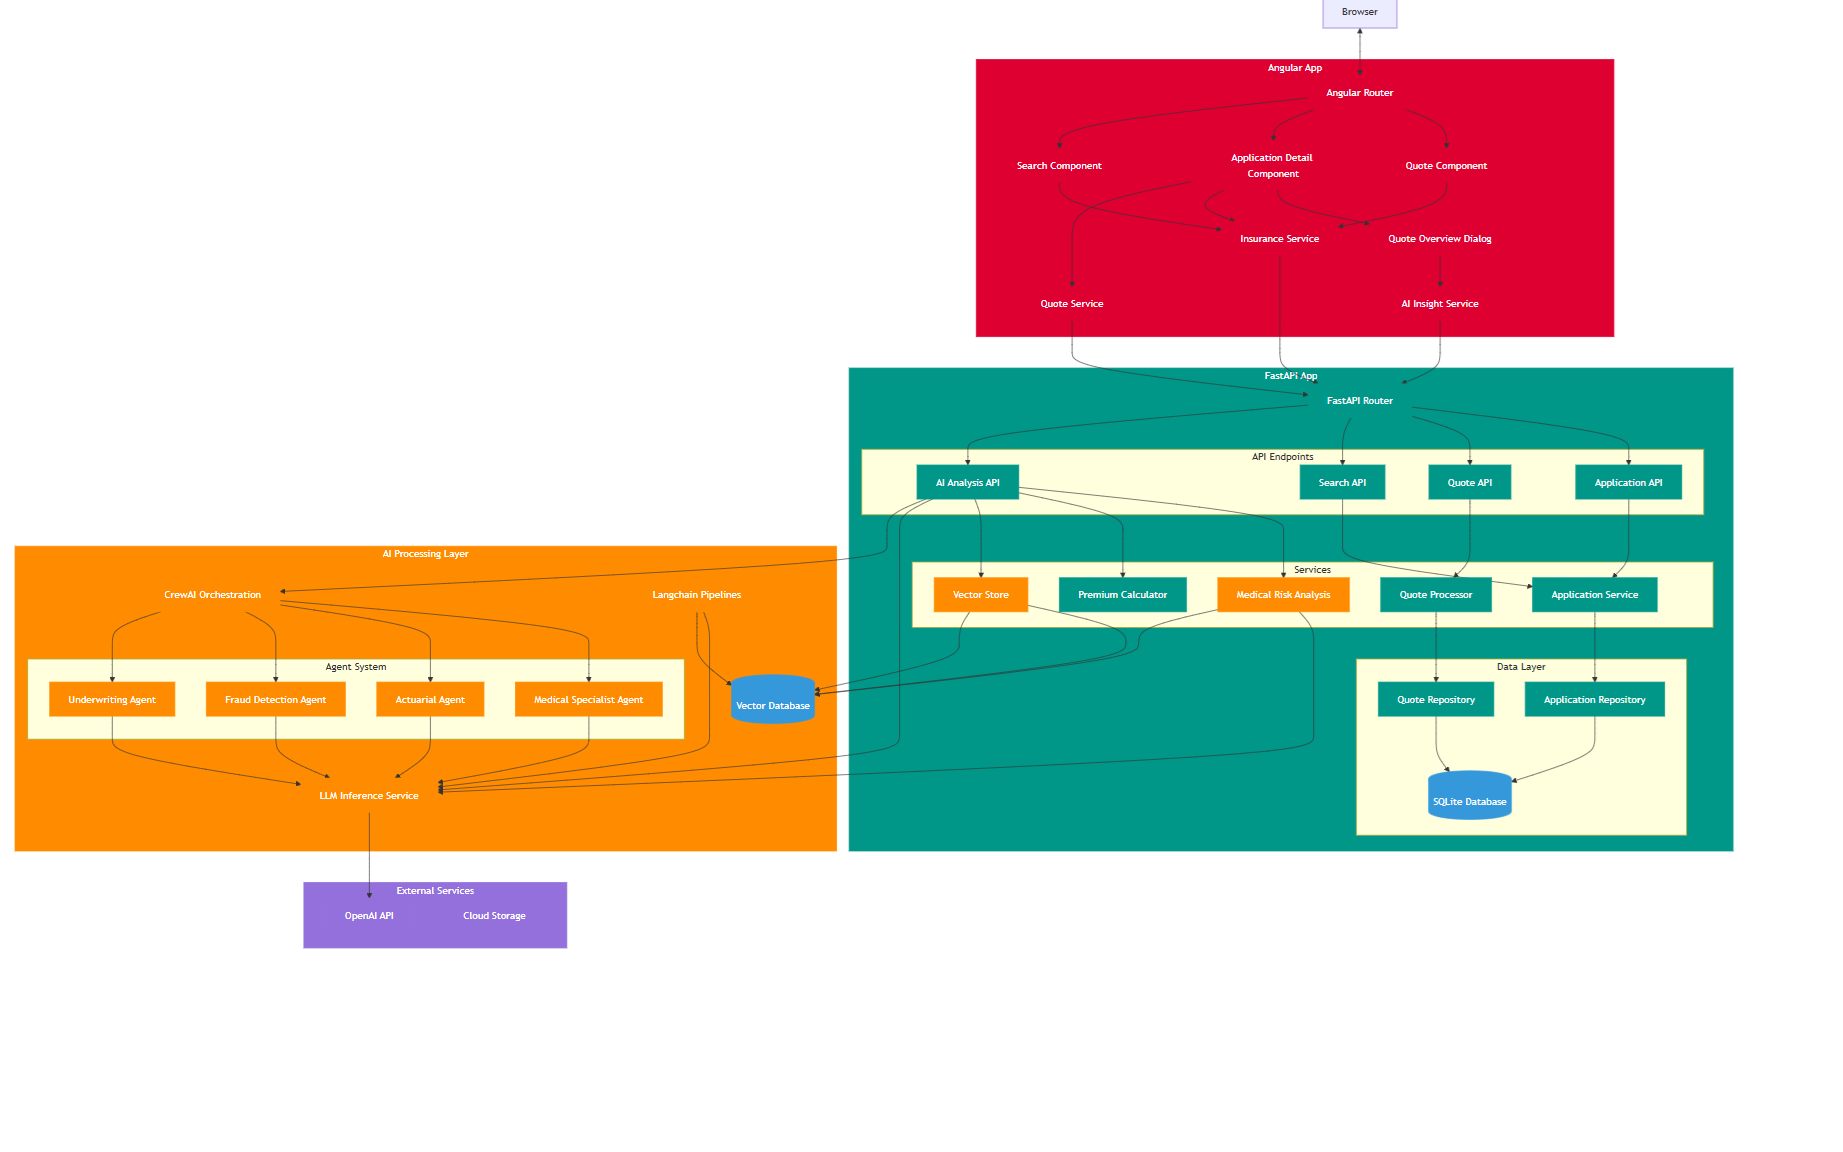 Browser
Angular App
Angular Router
Search Component
Application Detail
Component
Quote Component
Insurance Service
Quote Overview Dialog
Quote Service
AI Insight Service
FastAPI App
FastAPI Router
API Endpoints
AI Analysis API
Search API
Quote API
Application API
AI Processing Layer
CrewAI Orchestration
Langchain Pipelines
Services
Vector Store
Premium Calculator
Medical Risk Analysis
Quote Processor
Application Service
Agent System
Underwriting Agent
Fraud Detection Agent
Actuarial Agent
Medical Specialist Agent
Vector Database
Data Layer
Quote Repository
Application Repository
LLM Inference Service
SQLite Database
External Services
OpenAI API
Cloud Storage